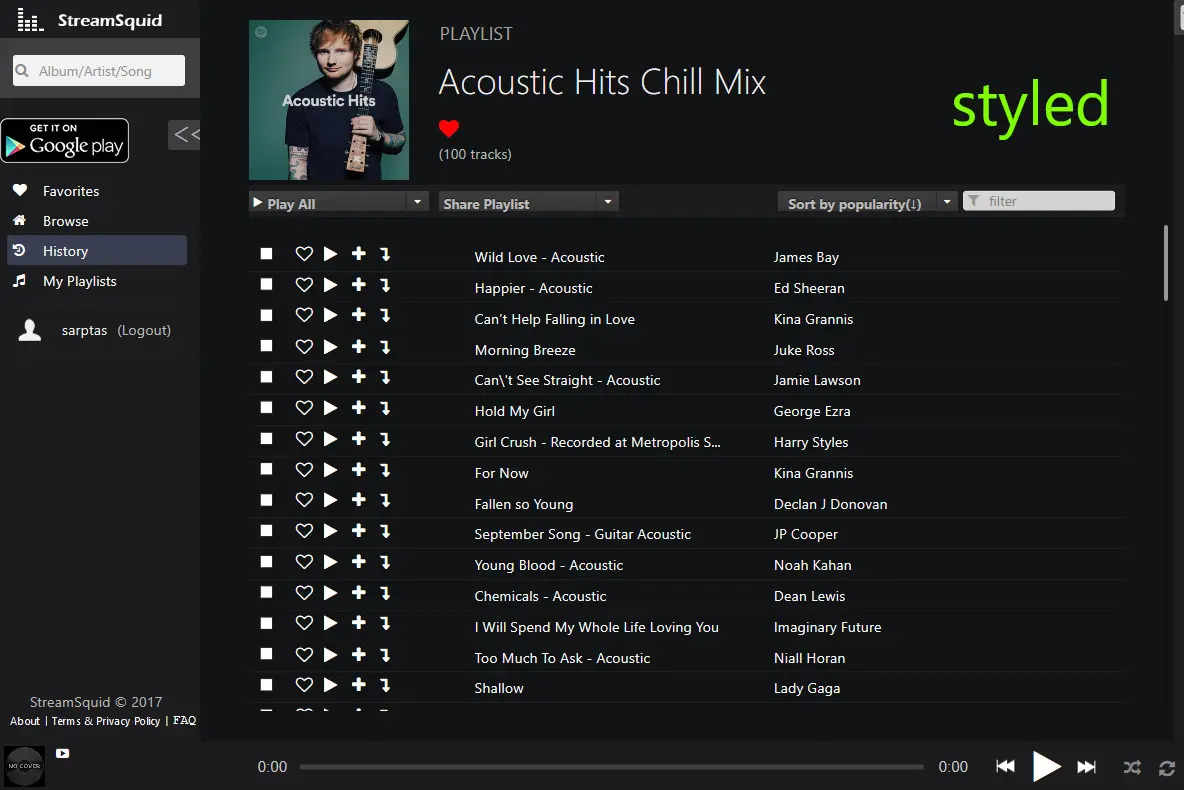 StreamSquid
Album/Artist/Song
GET IT ON
Google play
<<
Favorites
Browse
History
My Playlists
sarptas (Logout)
StreamSquid © 2017
About | Terms & Privacy Policy | FAQ
Acoustic Hits
PLAYLIST
Acoustic Hits Chill Mix
(100 tracks)
styled
Play All Share Playlist Sort by popularity(↓) filter
Wild Love - Acoustic James Bay
Happier - Acoustic Ed Sheeran
Can’t Help Falling in Love Kina Grannis
Morning Breeze Juke Ross
Can\'t See Straight - Acoustic Jamie Lawson
Hold My Girl George Ezra
Girl Crush - Recorded at Metropolis S... Harry Styles
For Now Kina Grannis
Fallen so Young Declan J Donovan
September Song - Guitar Acoustic JP Cooper
Young Blood - Acoustic Noah Kahan
Chemicals - Acoustic Dean Lewis
I Will Spend My Whole Life Loving You Imaginary Future
Too Much To Ask - Acoustic Niall Horan
Shallow Lady Gaga
NO COVER
0:00 0:00